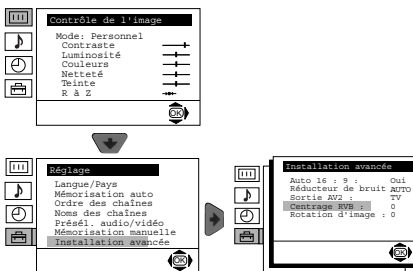 Contrôle de l'image
Mode: Personnel
Contraste
Luminosité
Couleurs
Netteté
Teinte
R à Z
OK
Réglage
Langue/Pays
Mémorisation auto
Ordre des chaînes
Noms des chaînes
Présél. audio/vidéo
Mémorisation manuelle
Installation avancée
OK
Installation avancée
Auto 16 : 9 : Oui
Réducteur de bruit AUTO
Sortie AV2 : TV
Centrage RVB : 0
Rotation d'image : 0
OK